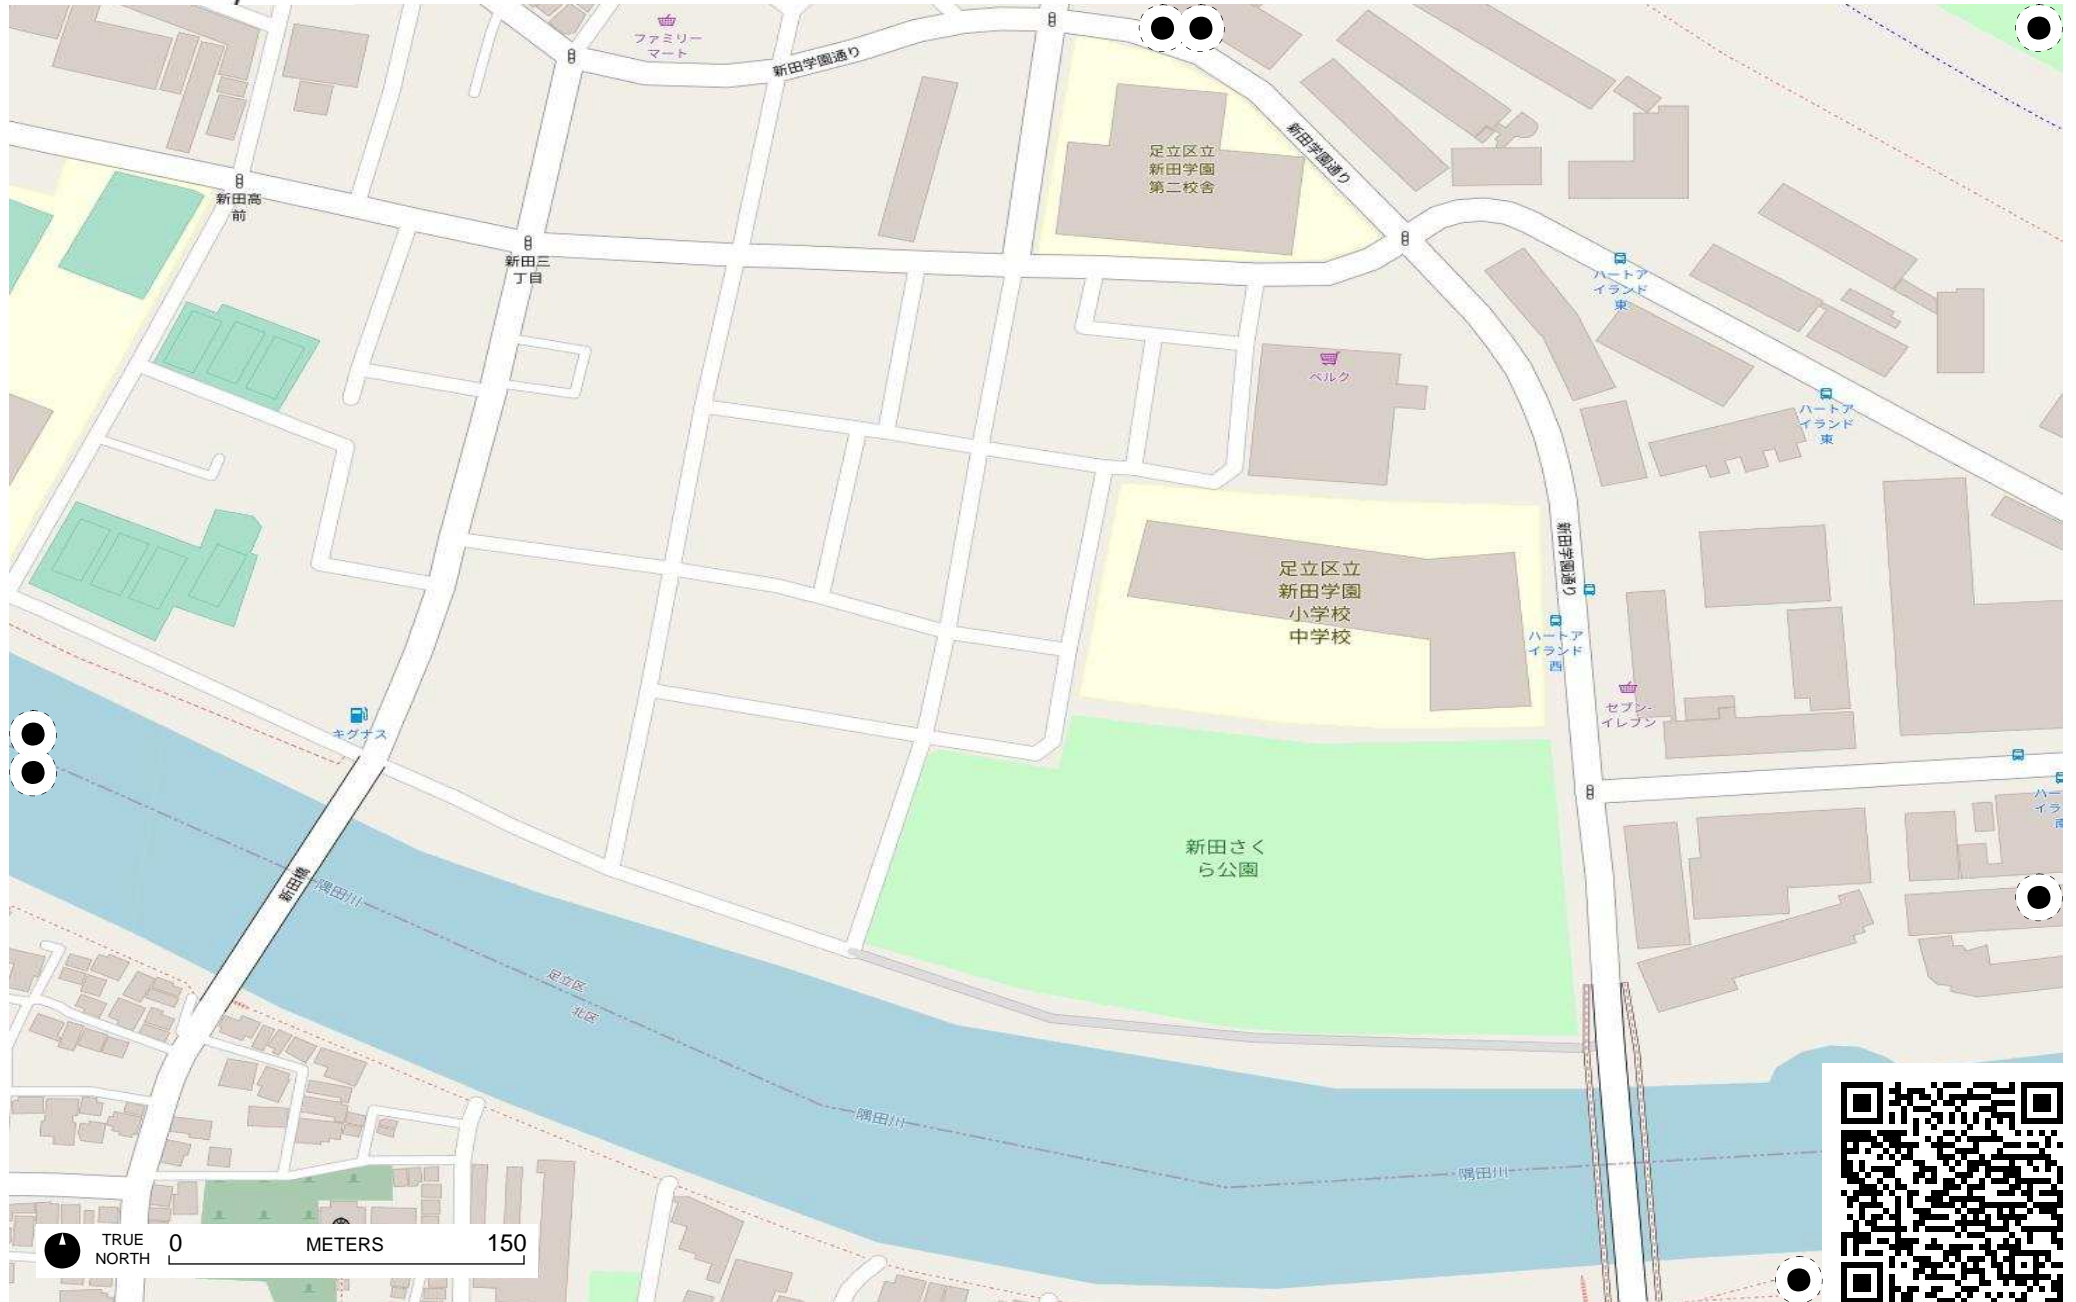 ファミリー
マート
新田学園通り
足立区立
新田学園
第二校舎
新田学園通り
新田高
前
新田三
丁目
ハートア
イランド
東
ベルク
ハートア
イランド
東
新田学園通り
足立区立
新田学園
小学校
中学校
ハートア
イランド
西
セブン-
イレブン
キグナス
ハー
イラ
南
新田さく
ら公園
新田橋
隅田川
足立区
北区
隅田川
隅田川
TRUE
NORTH
0 METERS 150